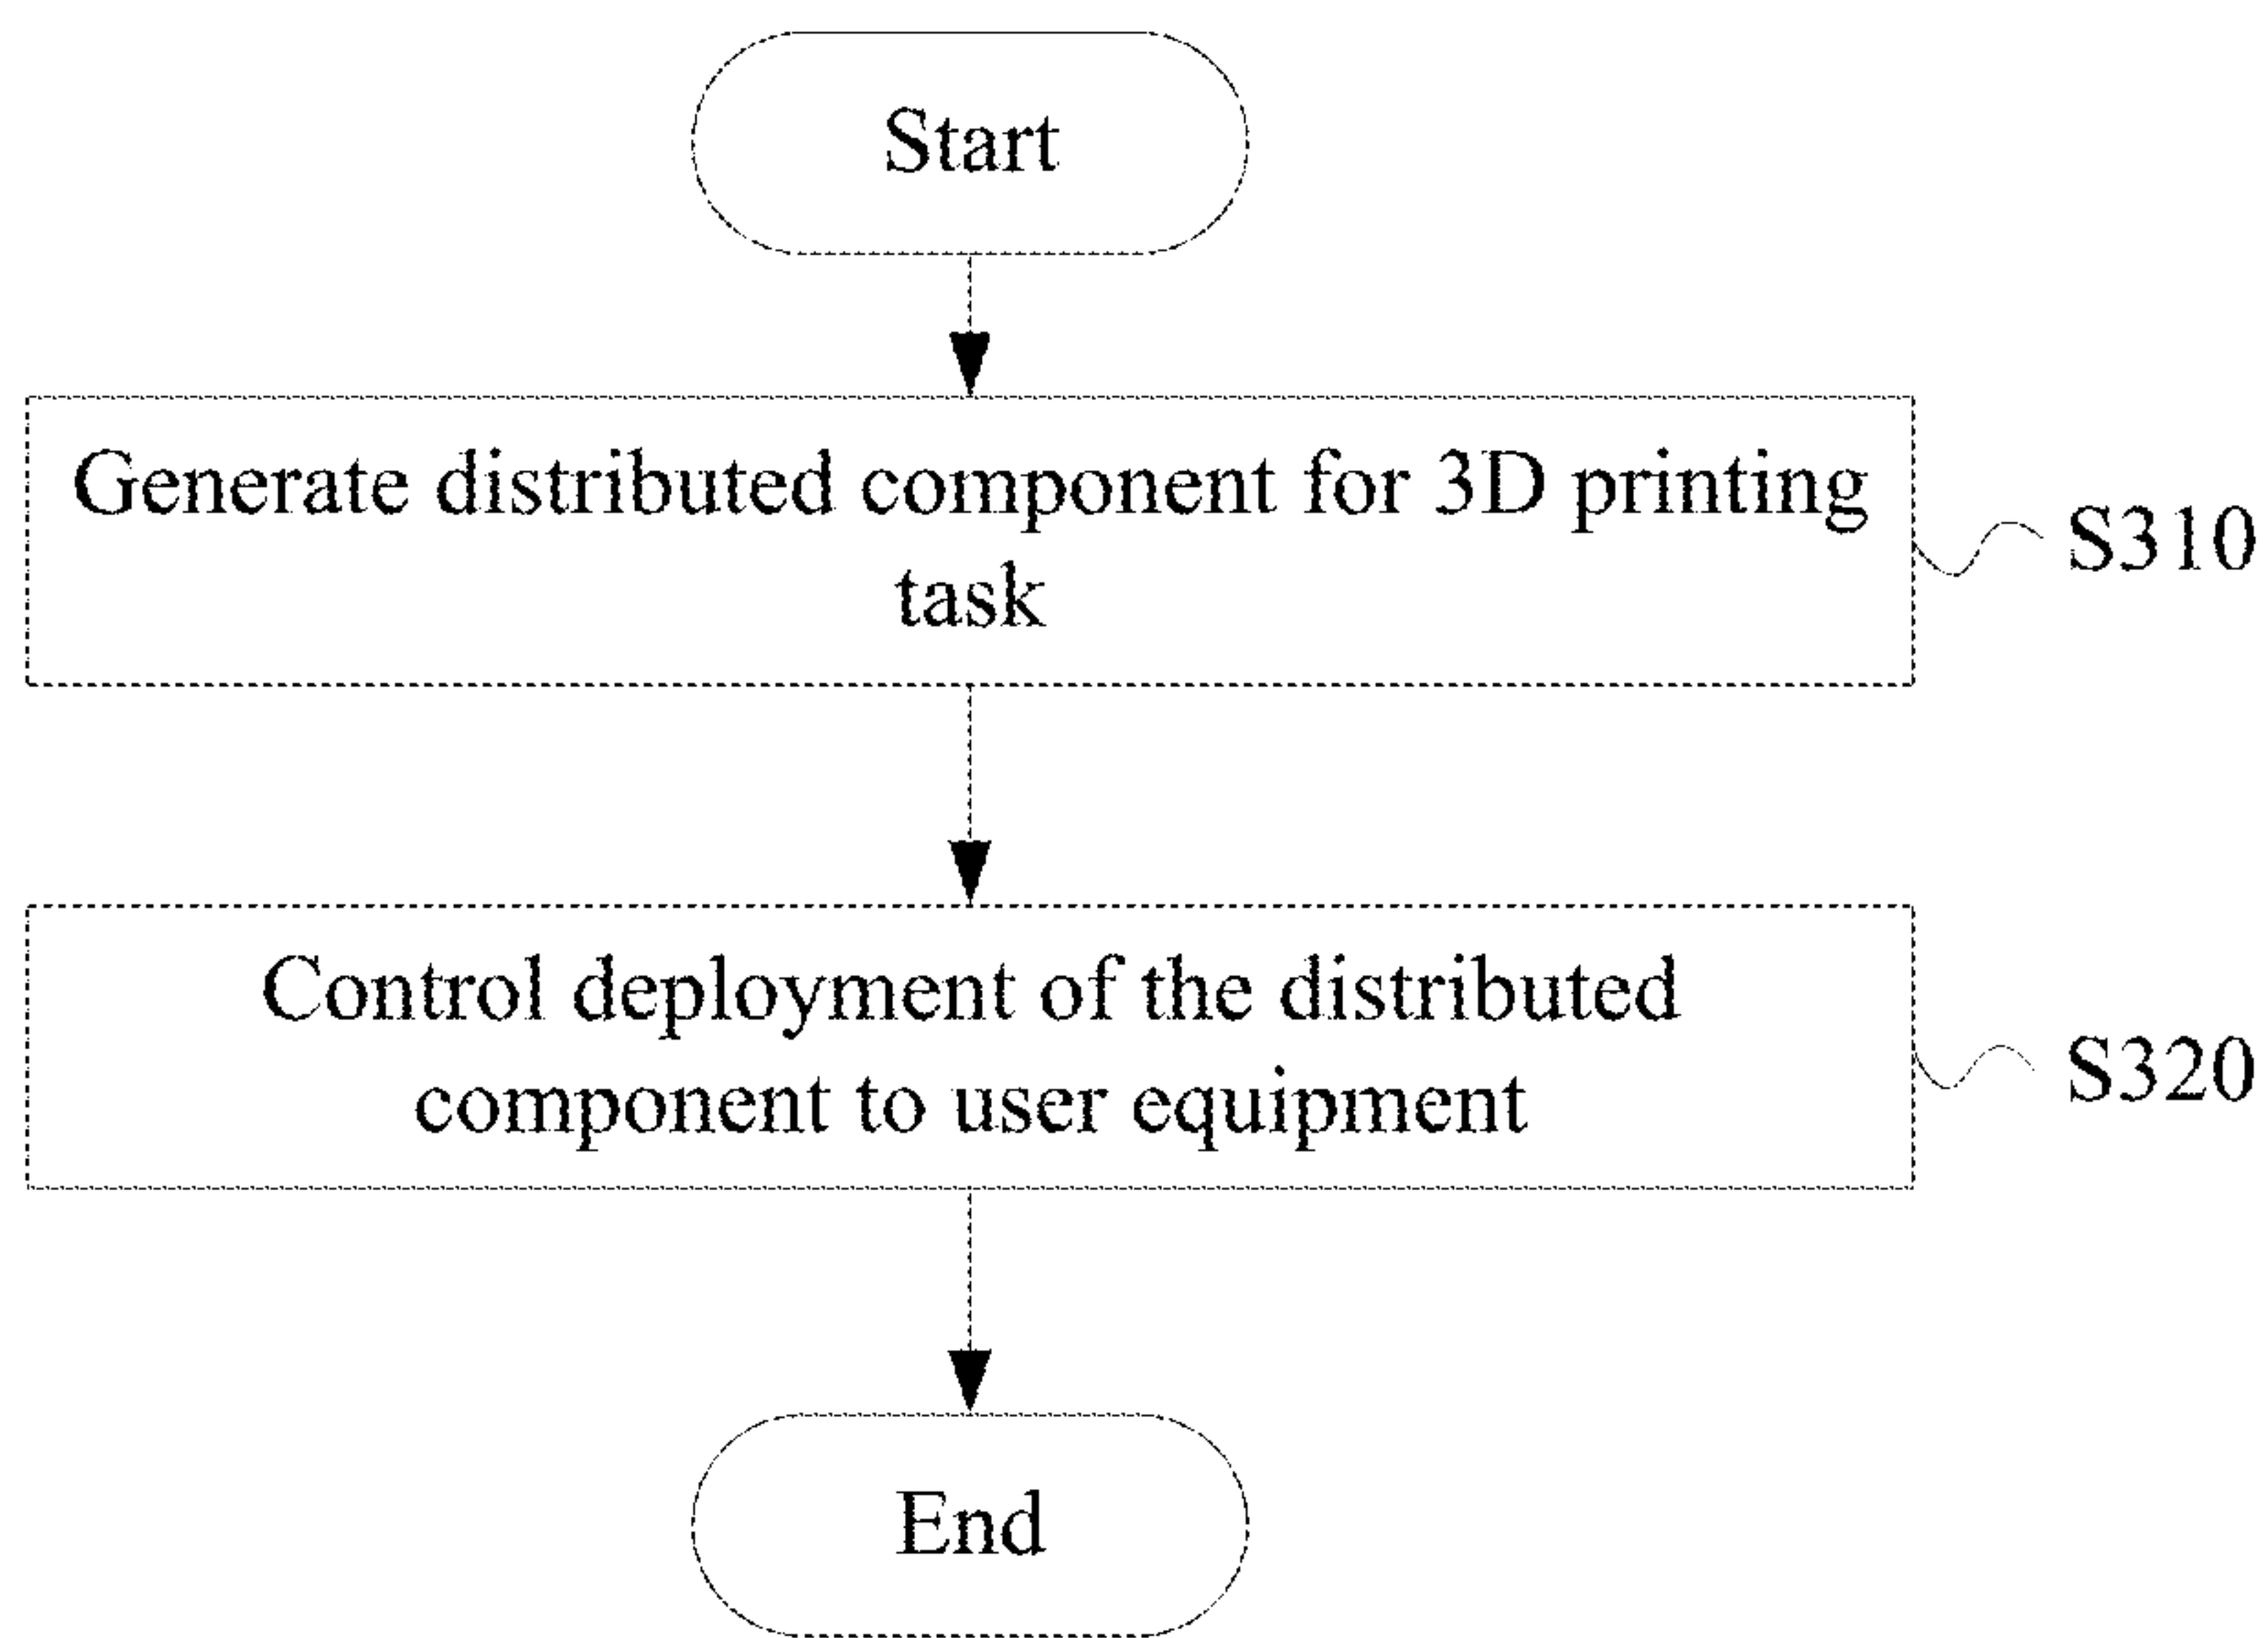 Start
Generate distributed component for 3D printing
task
S310
Control deployment of the distributed
component to user equipment
S320
End